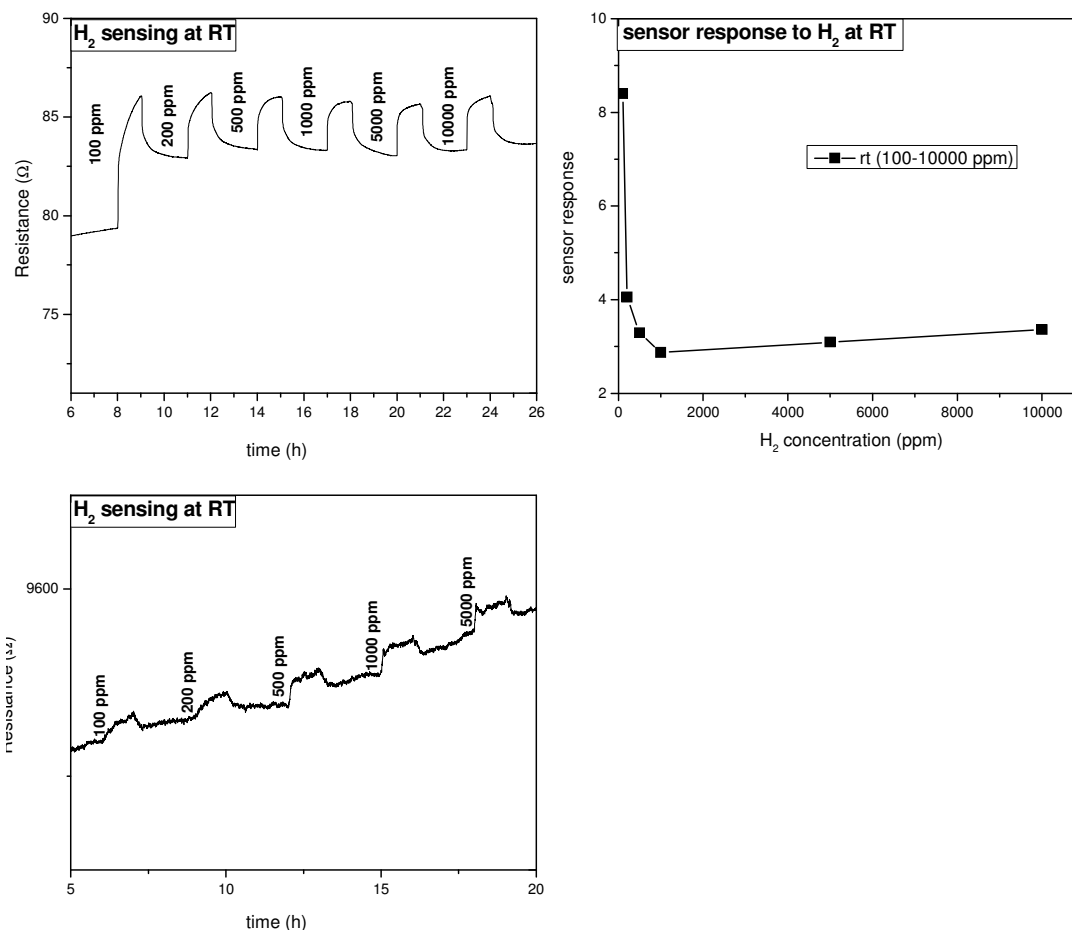 H₂ sensing at RT
90
85
80
75
Resistance (Ω)
100 ppm
200 ppm
500 ppm
1000 ppm
5000 ppm
10000 ppm
6 8 10 12 14 16 18 20 22 24 26
time (h)
sensor response to H₂ at RT
10
8
6
4
2
sensor response
rt (100-10000 ppm)
0 2000 4000 6000 8000 10000
H₂ concentration (ppm)
H₂ sensing at RT
9600
Resistance (Ω)
100 ppm
200 ppm
500 ppm
1000 ppm
5000 ppm
5 10 15 20
time (h)